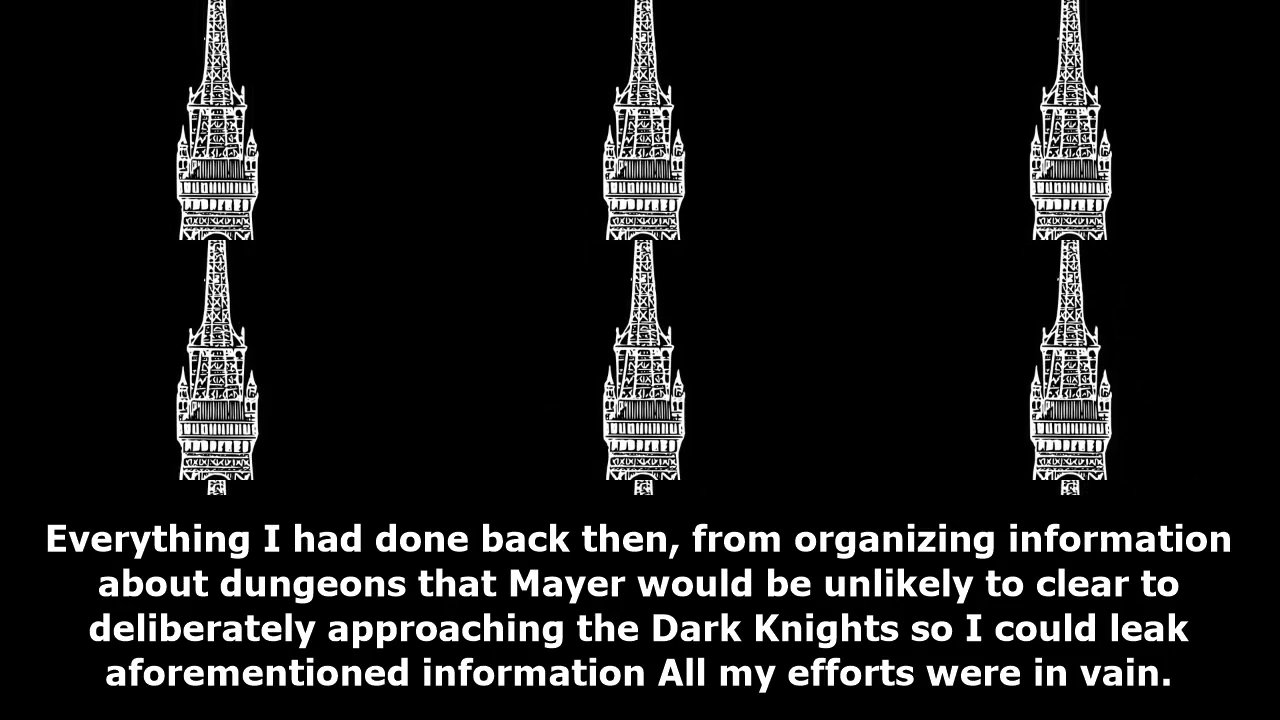 Everything I had done back then, from organizing information
about dungeons that Mayer would be unlikely to clear to
deliberately approaching the Dark Knights so I could leak
aforementioned information All my efforts were in vain.